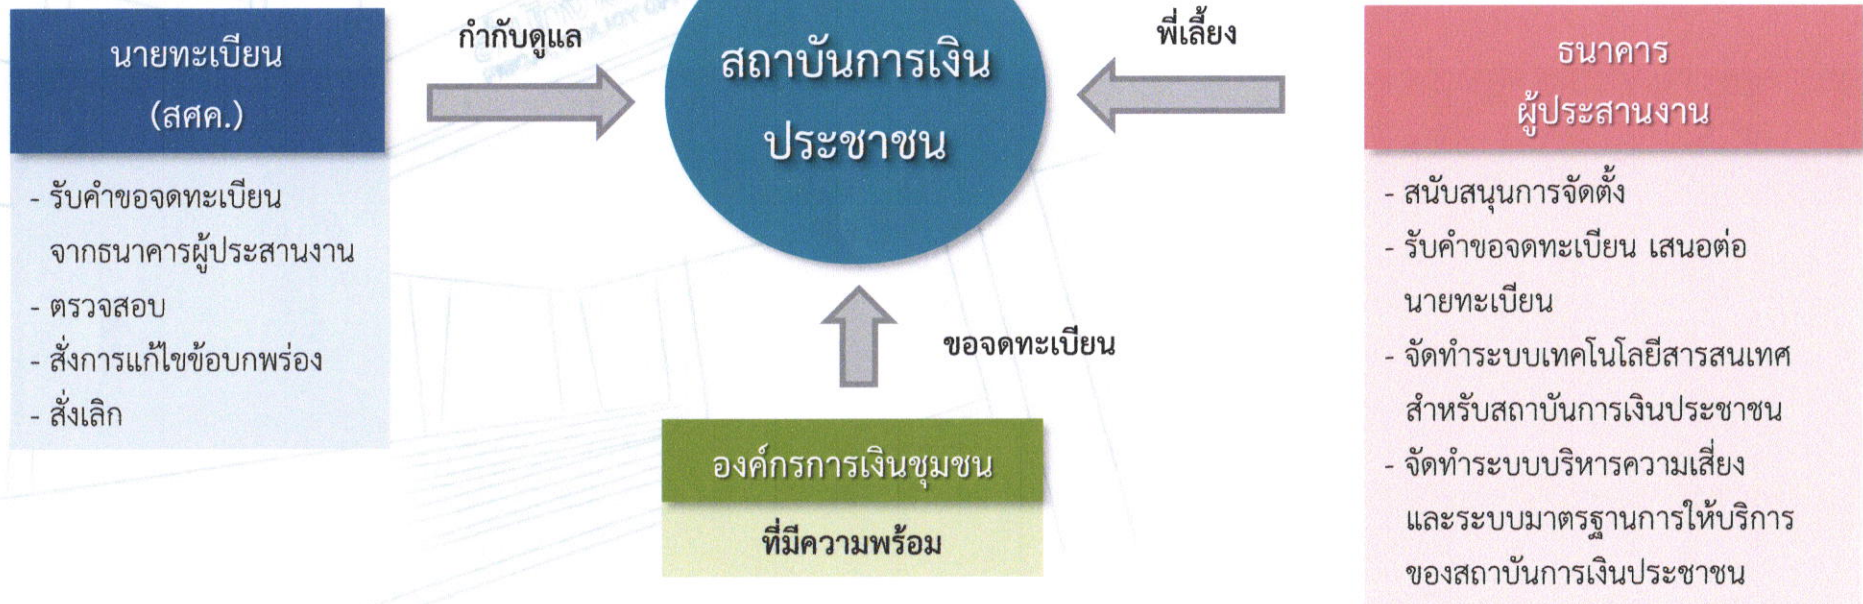 นายทะเบียน
(สศค.)
- รับคำขอจดทะเบียน
จากธนาคารผู้ประสานงาน
- ตรวจสอบ
- สั่งการแก้ไขข้อบกพร่อง
- สั่งเลิก
กำกับดูแล
สถาบันการเงิน
ประชาชน
พี่เลี้ยง
ขอจดทะเบียน
องค์กรการเงินชุมชน
ที่มีความพร้อม
ธนาคาร
ผู้ประสานงาน
- สนับสนุนการจัดตั้ง
- รับคำขอจดทะเบียน เสนอต่อ
นายทะเบียน
- จัดทำระบบเทคโนโลยีสารสนเทศ
สำหรับสถาบันการเงินประชาชน
- จัดทำระบบบริหารความเสี่ยง
และระบบมาตรฐานการให้บริการ
ของสถาบันการเงินประชาชน